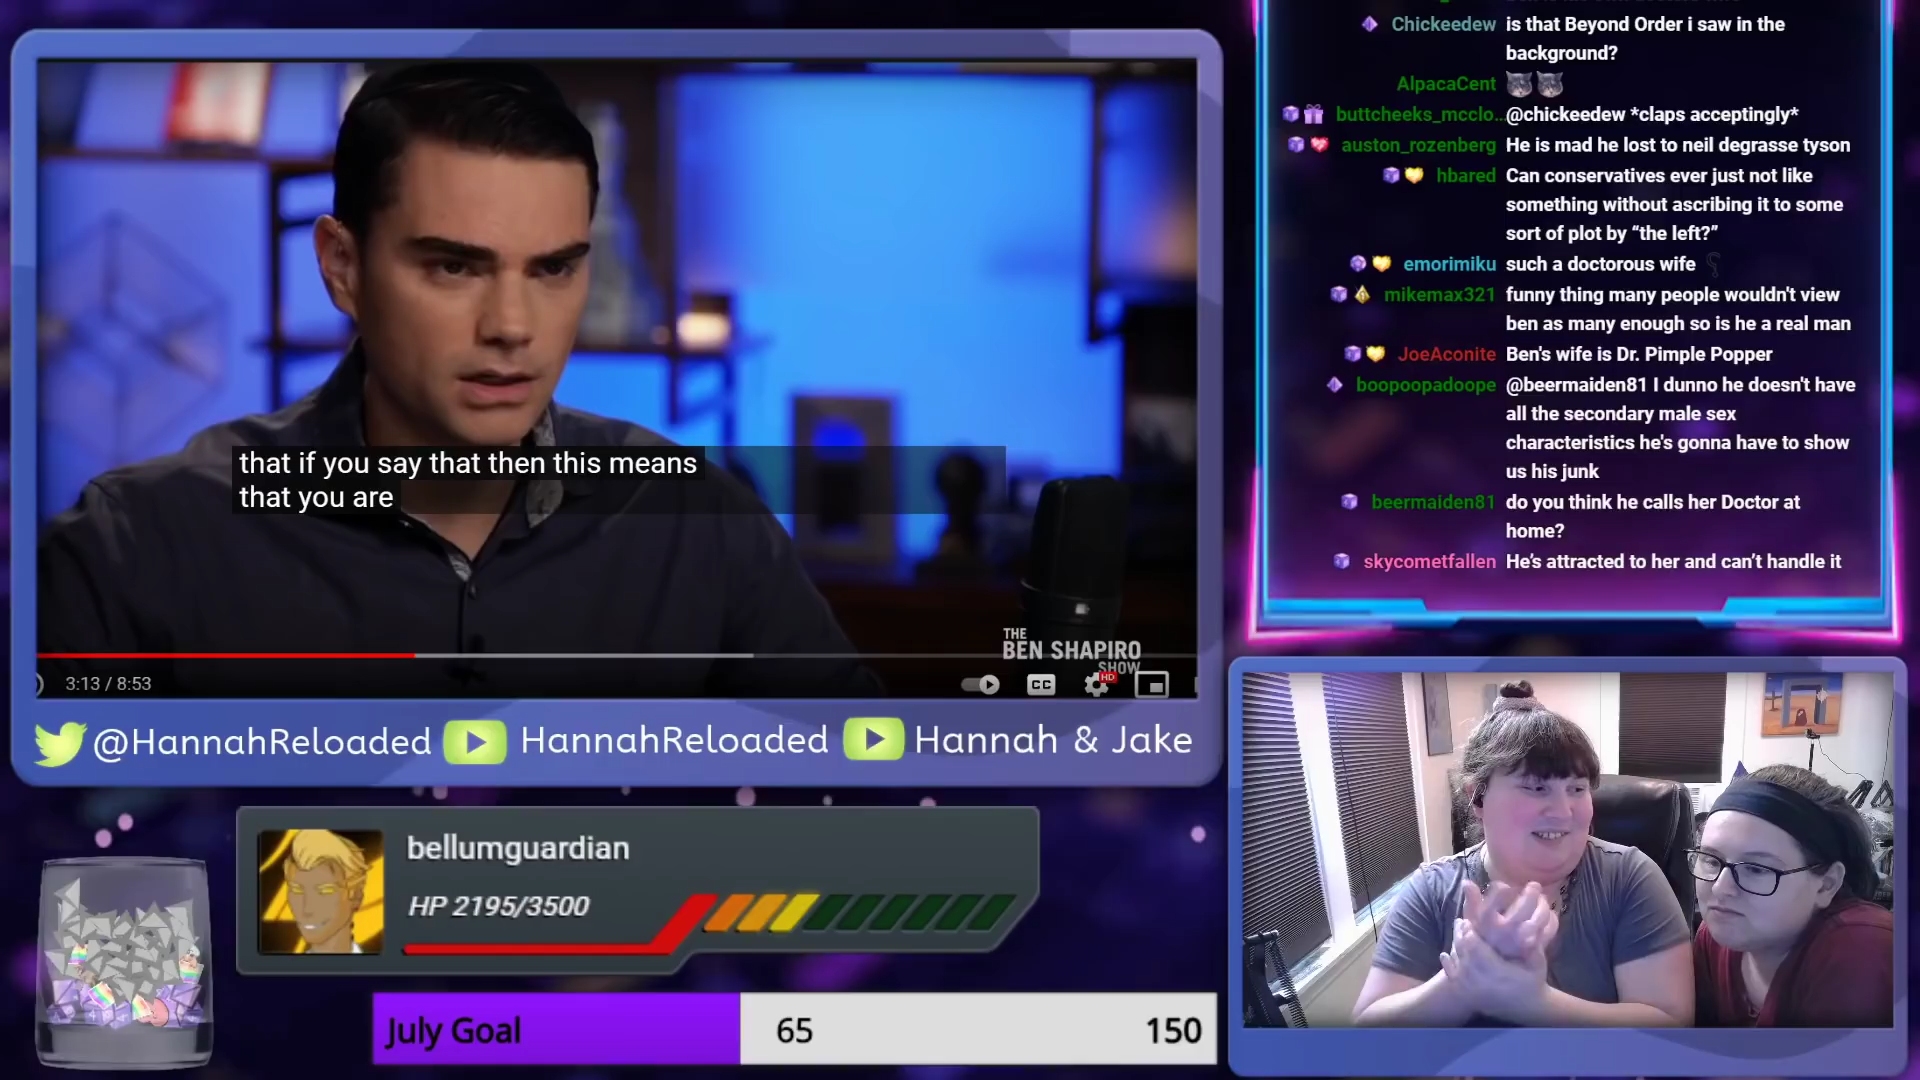 that if you say that then this means
that you are
THE
BEN SHAPIRO
SHOW
3:13 / 8:53
CC
HD
@HannahReloaded HannahReloaded Hannah & Jake
bellumguardian
HP 2195/3500
July Goal 65 150
Chickeedew is that Beyond Order i saw in the
background?
AlpacaCent
buttcheeks_mcclo... @chickeedew *claps acceptingly*
auston_rozenberg He is mad he lost to neil degrasse tyson
hbared Can conservatives ever just not like
something without ascribing it to some
sort of plot by “the left?”
emorimiku such a doctorous wife
mikemax321 funny thing many people wouldn't view
ben as many enough so is he a real man
JoeAconite Ben's wife is Dr. Pimple Popper
boopoopadoope @beermaiden81 I dunno he doesn't have
all the secondary male sex
characteristics he's gonna have to show
us his junk
beermaiden81 do you think he calls her Doctor at
home?
skycometfallen He’s attracted to her and can’t handle it